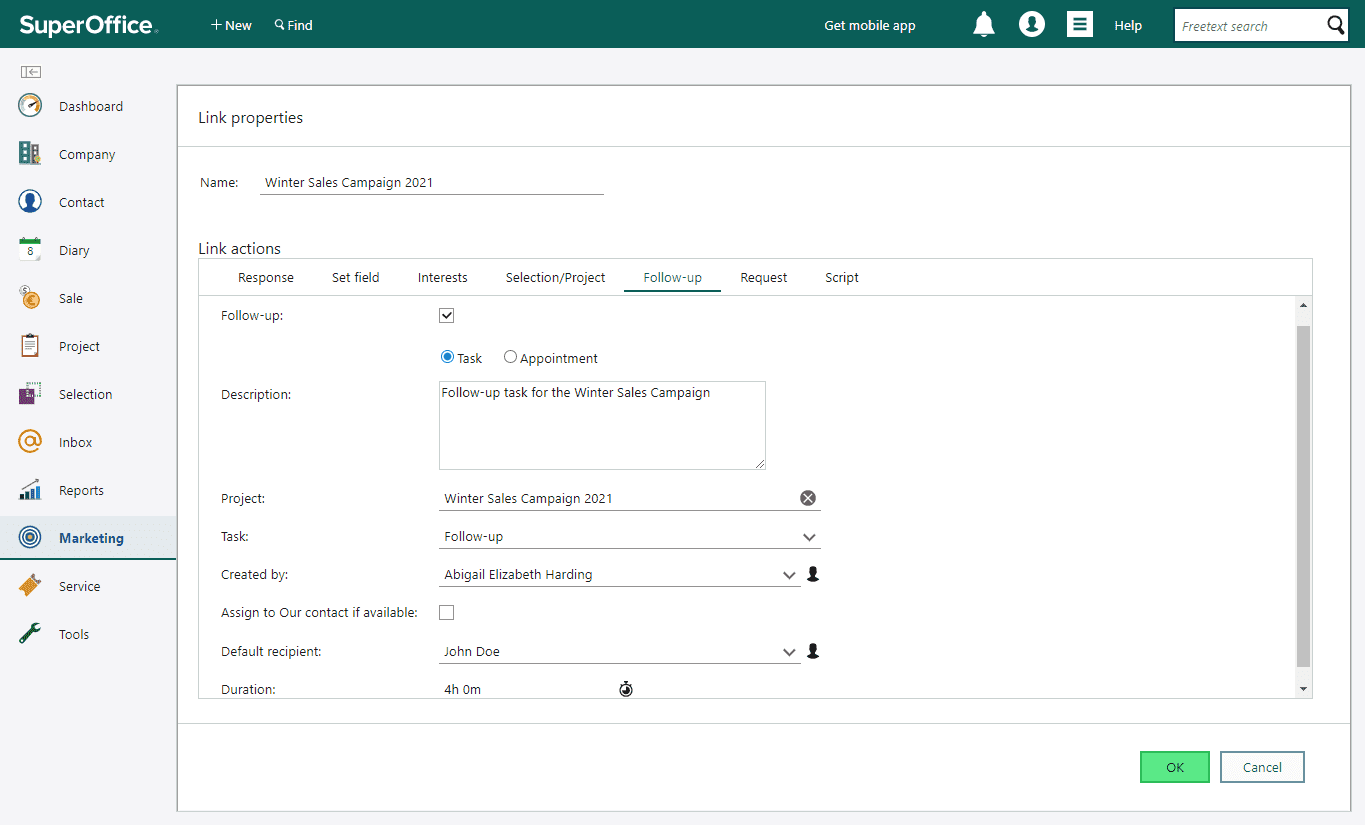 SuperOffice. + New Find Get mobile app Help Freetext search
Dashboard
Company
Contact
8 Diary
Sale
Project
Selection
Inbox
Reports
Marketing
Service
Tools
Link properties
Name: Winter Sales Campaign 2021
Link actions
Response Set field Interests Selection/Project Follow-up Request Script
Follow-up:
Task Appointment
Description: Follow-up task for the Winter Sales Campaign
Project: Winter Sales Campaign 2021
Task: Follow-up
Created by: Abigail Elizabeth Harding
Assign to Our contact if available:
Default recipient: John Doe
Duration: 4h 0m
OK Cancel